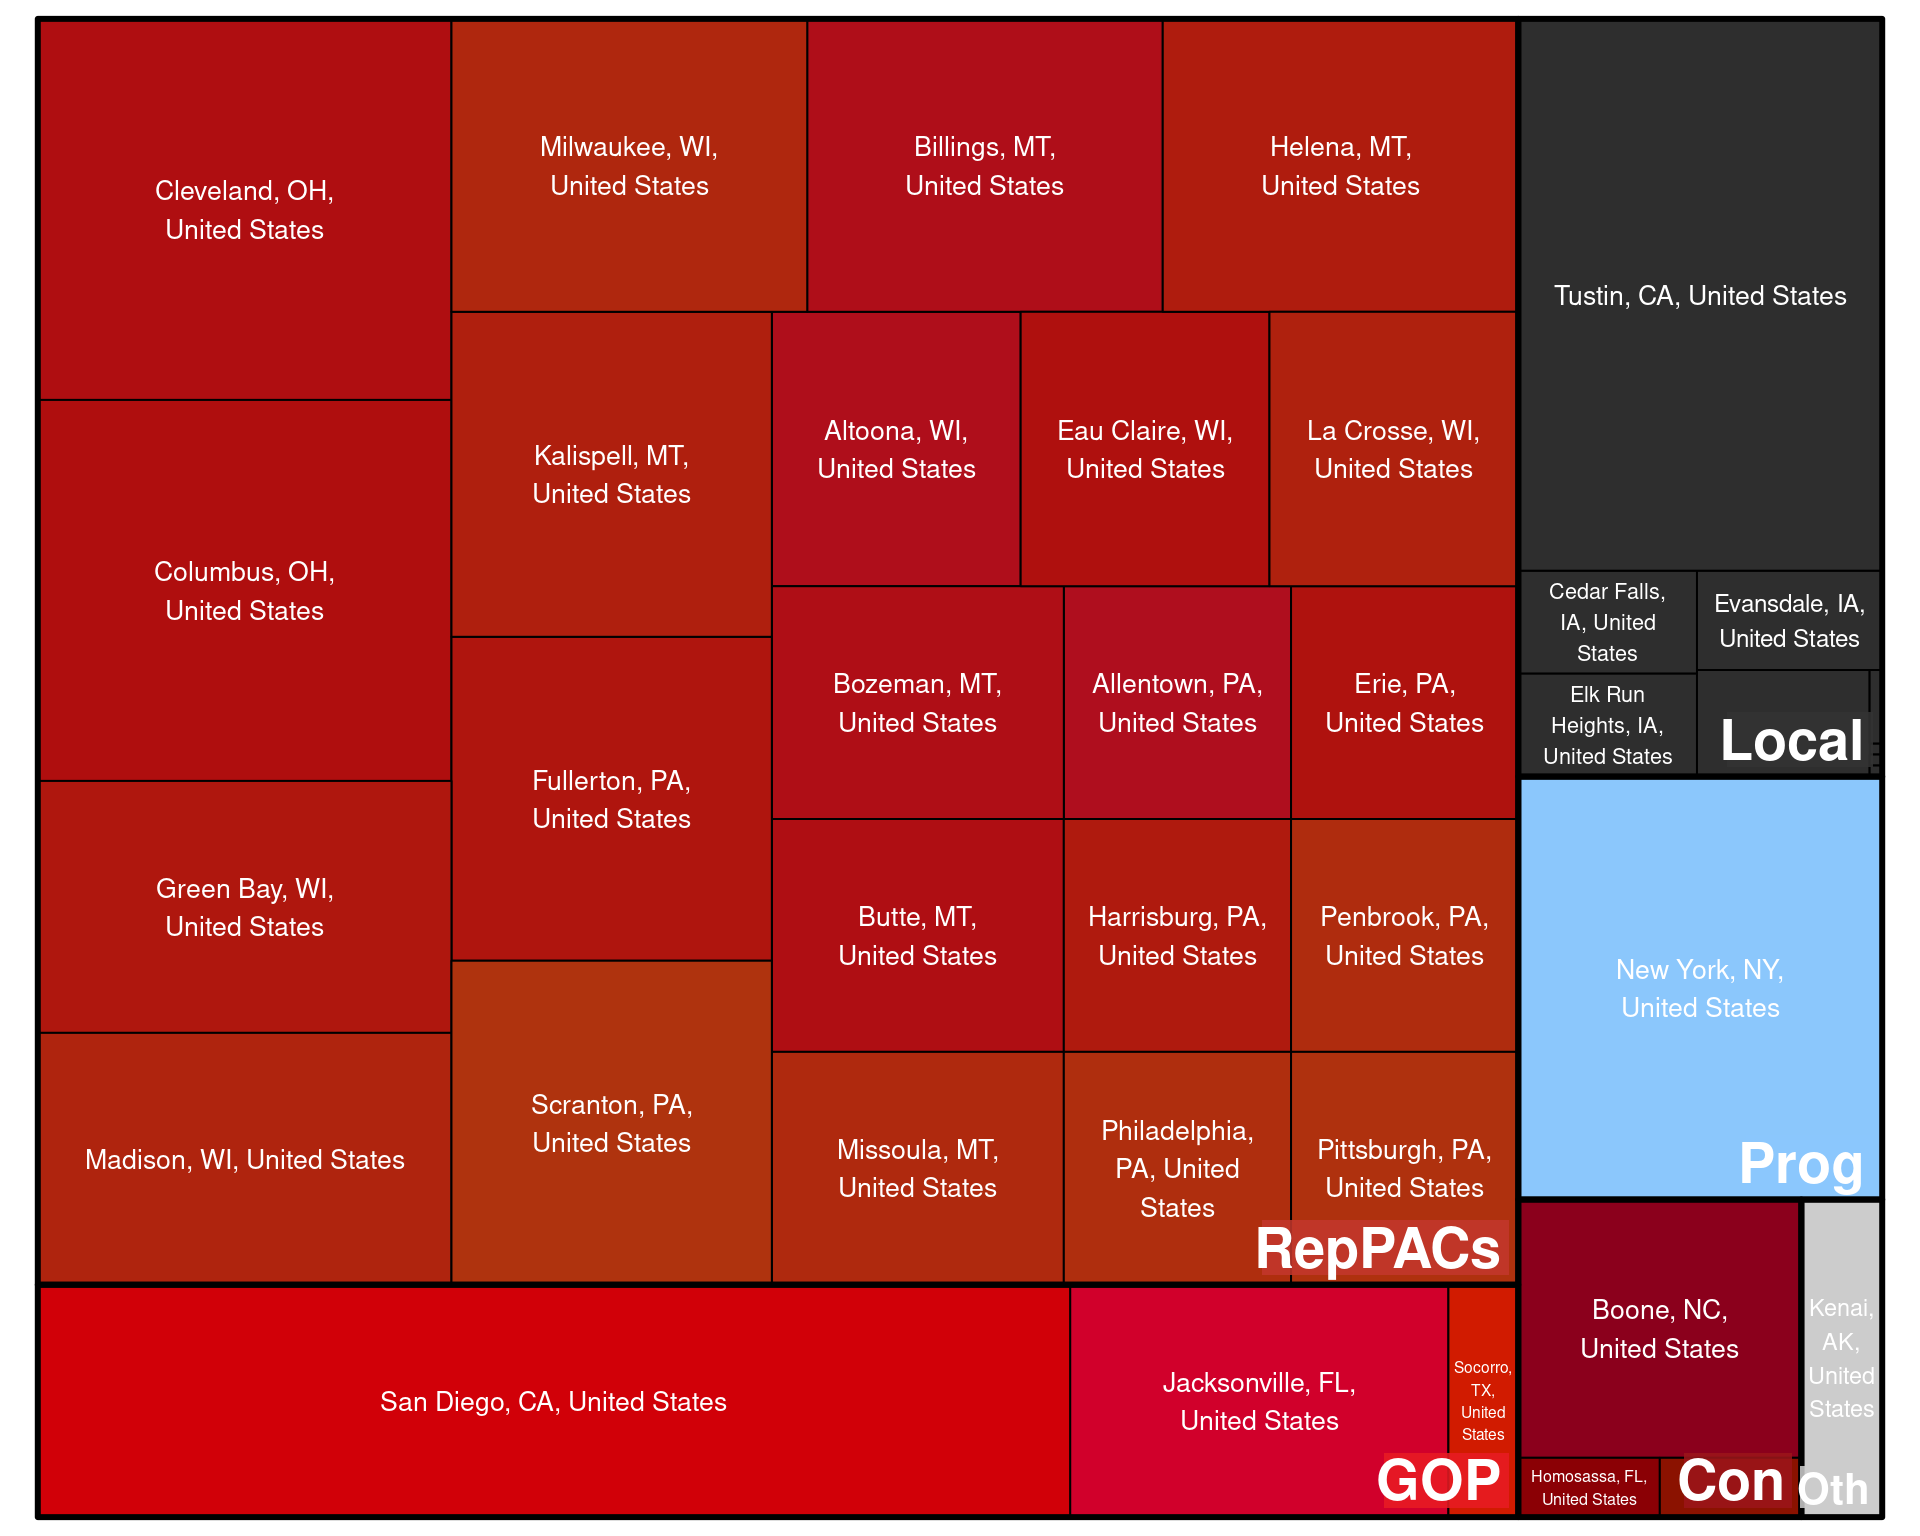 Cleveland, OH,
United States
Milwaukee, WI,
United States
Billings, MT,
United States
Helena, MT,
United States
Tustin, CA, United States
Columbus, OH,
United States
Kalispell, MT,
United States
Altoona, WI,
United States
Eau Claire, WI,
United States
La Crosse, WI,
United States
Cedar Falls,
IA, United
States
Evansdale, IA,
United States
Elk Run
Heights, IA,
United States
Local
Green Bay, WI,
United States
Fullerton, PA,
United States
Bozeman, MT,
United States
Allentown, PA,
United States
Erie, PA,
United States
Butte, MT,
United States
Harrisburg, PA,
United States
Penbrook, PA,
United States
New York, NY,
United States
Prog
Madison, WI, United States
Scranton, PA,
United States
Missoula, MT,
United States
Philadelphia,
PA, United
States
Pittsburgh, PA,
United States
RepPACs
San Diego, CA, United States
Jacksonville, FL,
United States
Socorro,
TX,
United
States
GOP
Boone, NC,
United States
Homosassa, FL,
United States
Con
Kenai,
AK,
United
States
Oth